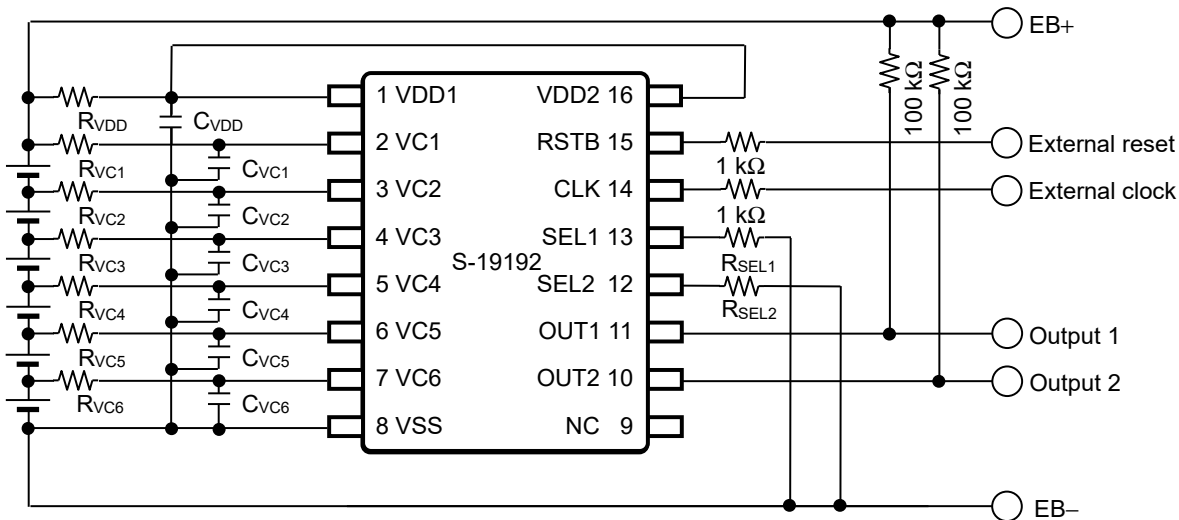 EB+
100 kΩ
100 kΩ
RVDD
CVDD
1 VDD1
VDD2 16
RVC1
CVC1
2 VC1
RSTB 15
1 kΩ
External reset
RVC2
CVC2
3 VC2
CLK 14
1 kΩ
External clock
RVC3
CVC3
4 VC3
SEL1 13
RSEL1
S-19192
RVC4
CVC4
5 VC4
SEL2 12
RSEL2
RVC5
CVC5
6 VC5
OUT1 11
Output 1
RVC6
CVC6
7 VC6
OUT2 10
Output 2
8 VSS
NC 9
EB−